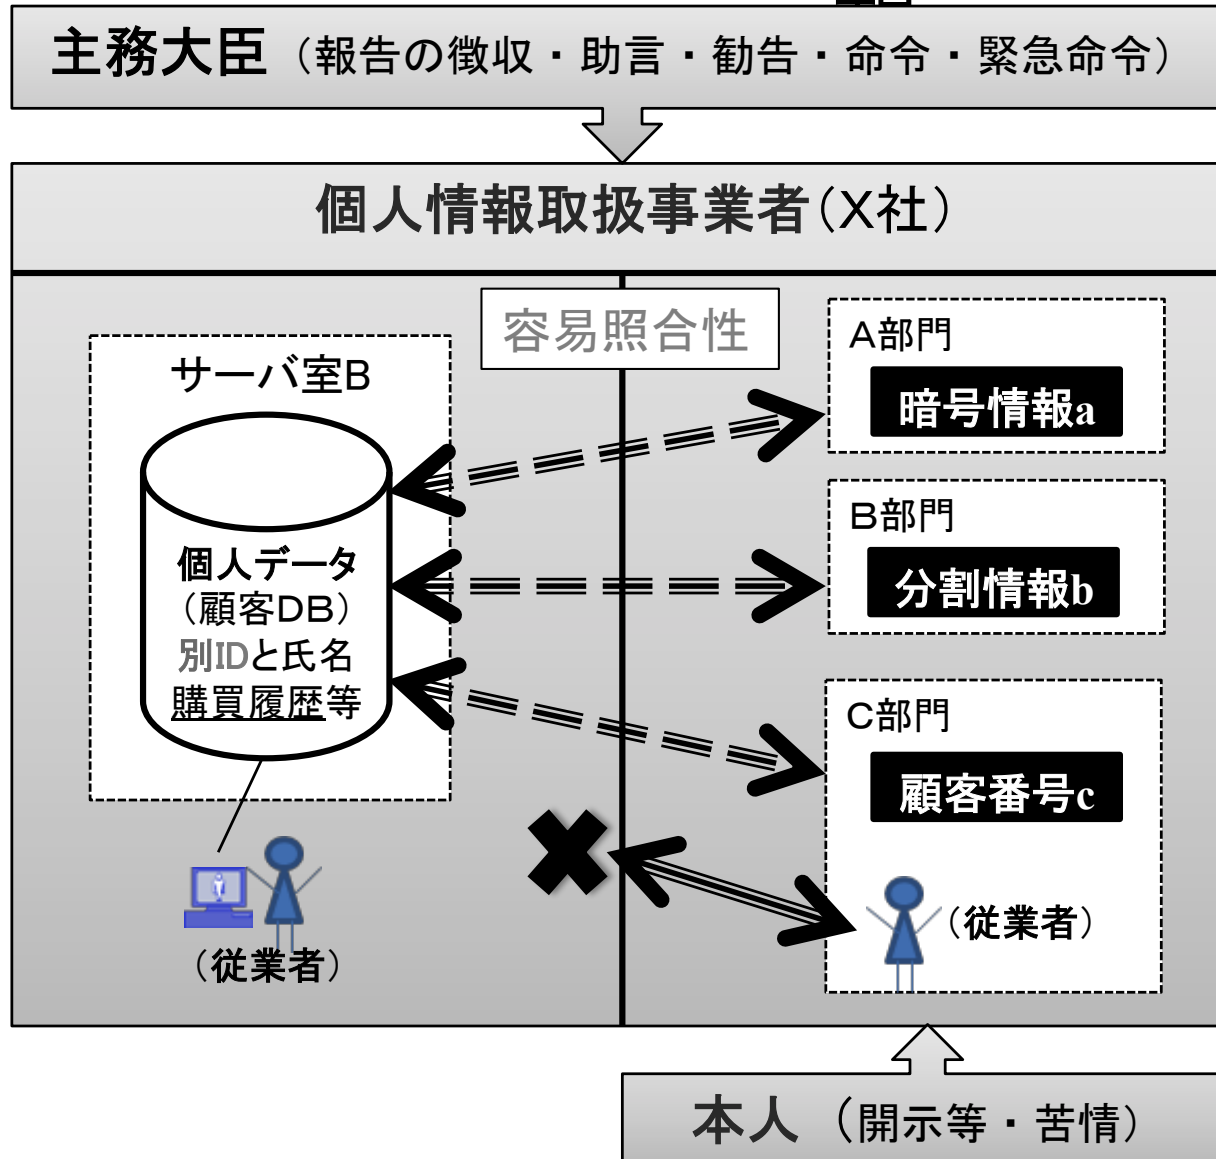 主務大臣（報告の徴収・助言・勧告・命令・緊急命令）
個人情報取扱事業者（X社）
容易照合性
サーバ室B
個人データ
（顧客DB）
別IDと氏名
購買履歴等
（従業者）
A部門
暗号情報a
B部門
分割情報b
C部門
顧客番号c
（従業者）
本人（開示等・苦情）